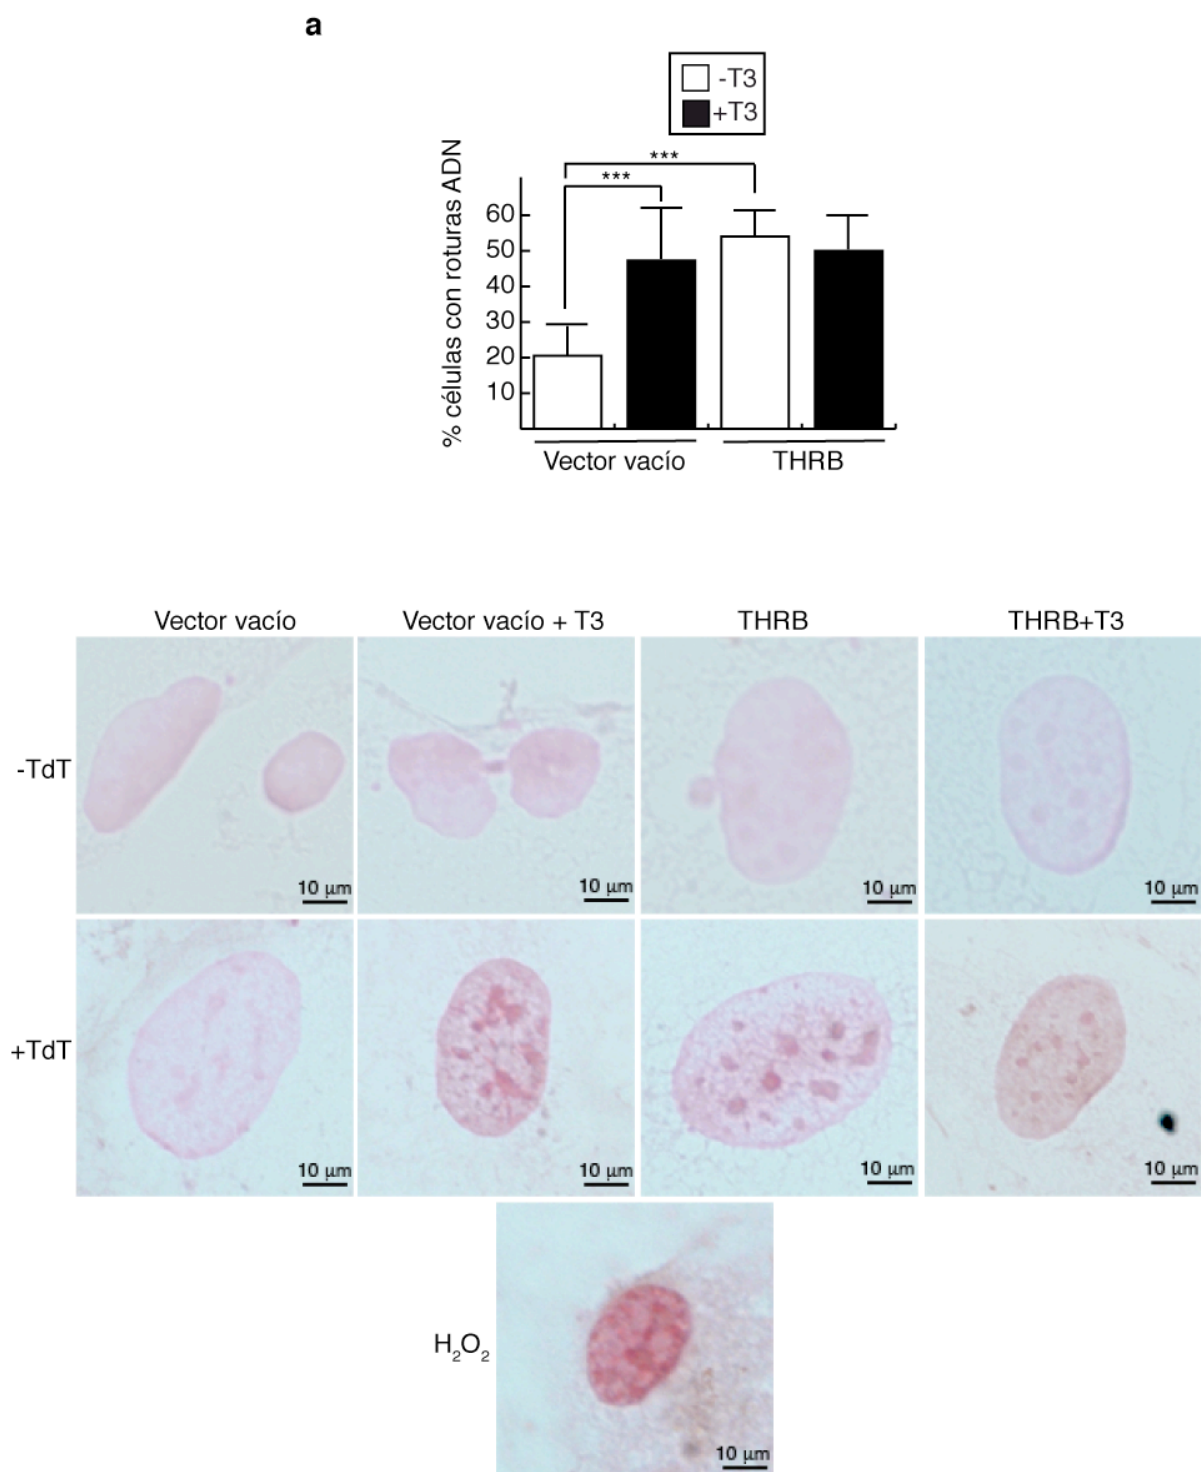 a
-T3
+T3
% células con roturas ADN
***
***
60
50
40
30
20
10
Vector vacío
THRB
Vector vacío
Vector vacío + T3
THRB
THRB+T3
-TdT
10 µm
10 µm
10 µm
10 µm
+TdT
10 µm
10 µm
10 µm
10 µm
H₂O₂
10 µm